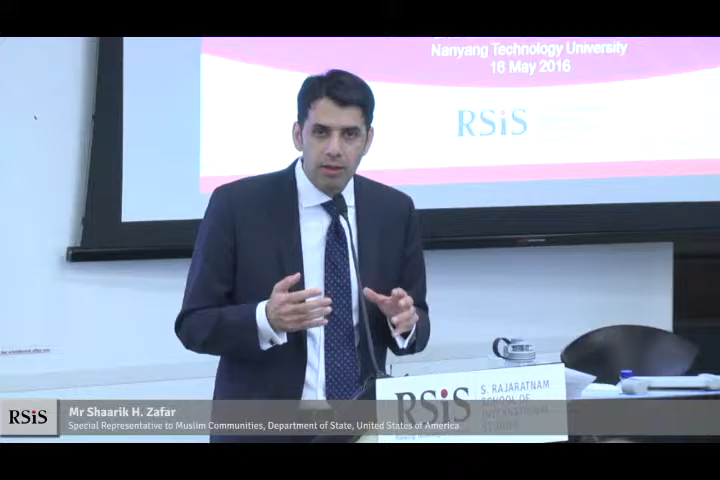 Nanyang Technology University
16 May 2016
RSiS
RSiS
S. RAJARATNAM
SCHOOL OF
INTERNATIONAL
STUDIES
RSiS
Mr Shaarik H. Zafar
Special Representative to Muslim Communities, Department of State, United States of America